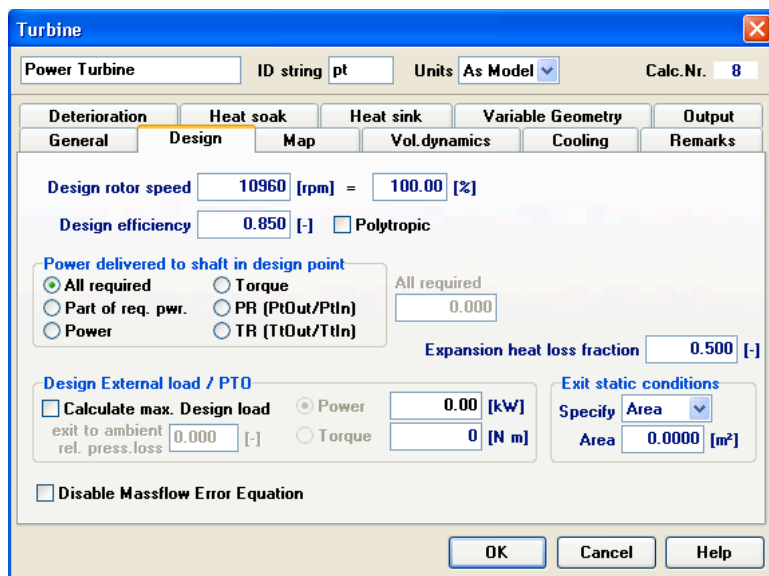 Turbine
Power Turbine ID string pt Units As Model Calc.Nr. 8
Deterioration Heat soak Heat sink Variable Geometry Output
General Design Map Vol.dynamics Cooling Remarks
Design rotor speed 10960 [rpm] = 100.00 [%]
Design efficiency 0.850 [-] Polytropic
Power delivered to shaft in design point
All required Torque All required
Part of req. pwr. PR (PtOut/PtIn) 0.000
Power TR (TtOut/TtIn)
Expansion heat loss fraction 0.500 [-]
Design External load / PTO Exit static conditions
Calculate max. Design load Power 0.00 [kW] Specify Area
exit to ambient
rel. press.loss 0.000 [-] Torque 0 [N m] Area 0.0000 [m²]
Disable Massflow Error Equation
OK Cancel Help